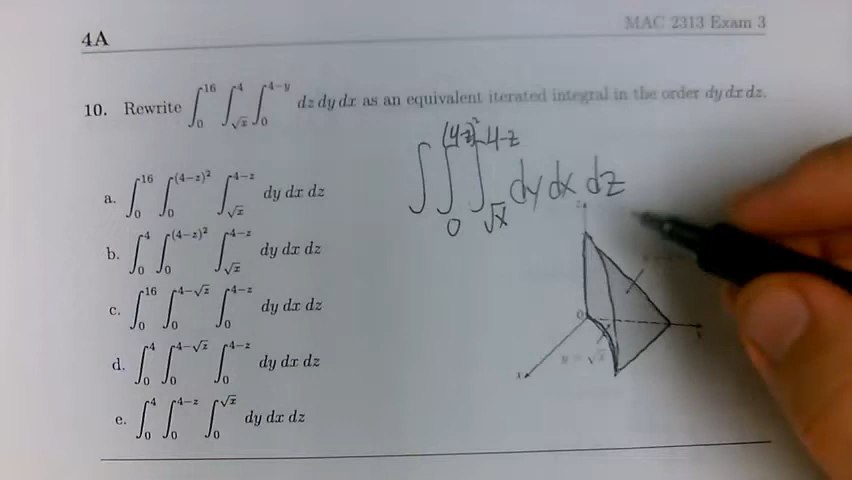 MAC 2313 Exam 3
4A
10. Rewrite ∫₀¹⁶ ∫_√x⁴ ∫₀⁴⁻ʸ dz dy dx as an equivalent iterated integral in the order dy dx dz.
∫ ∫₀^(4-z)² ∫_√x^4-z dy dx dz
a. ∫₀¹⁶ ∫₀^(4−z)² ∫_√x^4−z dy dx dz
b. ∫₀⁴ ∫₀^(4−z)² ∫_√x^4−z dy dx dz
c. ∫₀¹⁶ ∫₀^4−√x ∫₀^4−z dy dx dz
d. ∫₀⁴ ∫₀^4−√x ∫₀^4−z dy dx dz
e. ∫₀⁴ ∫₀^4−z ∫₀^√x dy dx dz
z
0
y = √x
x